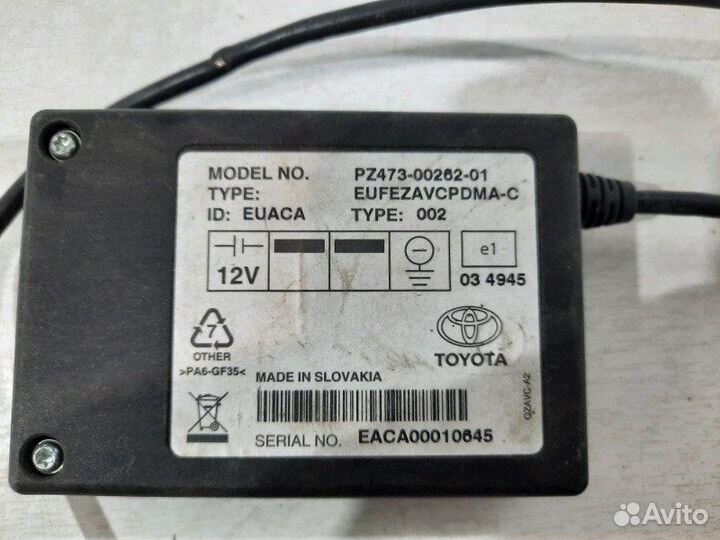 MODEL NO. PZ473-00262-01
TYPE: EUFEZAVCPDMA-C
ID: EUACA TYPE: 002
12V
e1
03 4945
7
OTHER
>PA6-GF35<
TOYOTA
MADE IN SLOVAKIA
SERIAL NO. EACA00010645
QZAVC-A2
Avito